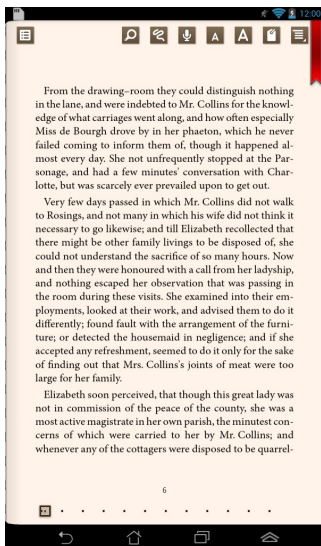 12:00
A A
From the drawing-room they could distinguish nothing
in the lane, and were indebted to Mr. Collins for the knowl-
edge of what carriages went along, and how often especially
Miss de Bourgh drove by in her phaeton, which he never
failed coming to inform them of, though it happened al-
most every day. She not unfrequently stopped at the Par-
sonage, and had a few minutes' conversation with Char-
lotte, but was scarcely ever prevailed upon to get out.
Very few days passed in which Mr. Collins did not walk
to Rosings, and not many in which his wife did not think it
necessary to go likewise; and till Elizabeth recollected that
there might be other family livings to be disposed of, she
could not understand the sacrifice of so many hours. Now
and then they were honoured with a call from her ladyship,
and nothing escaped her observation that was passing in
the room during these visits. She examined into their em-
ployments, looked at their work, and advised them to do it
differently; found fault with the arrangement of the furni-
ture; or detected the housemaid in negligence; and if she
accepted any refreshment, seemed to do it only for the sake
of finding out that Mrs. Collins's joints of meat were too
large for her family.
Elizabeth soon perceived, that though this great lady was
not in commission of the peace of the county, she was a
most active magistrate in her own parish, the minutest con-
cerns of which were carried to her by Mr. Collins; and
whenever any of the cottagers were disposed to be quarrel-
6